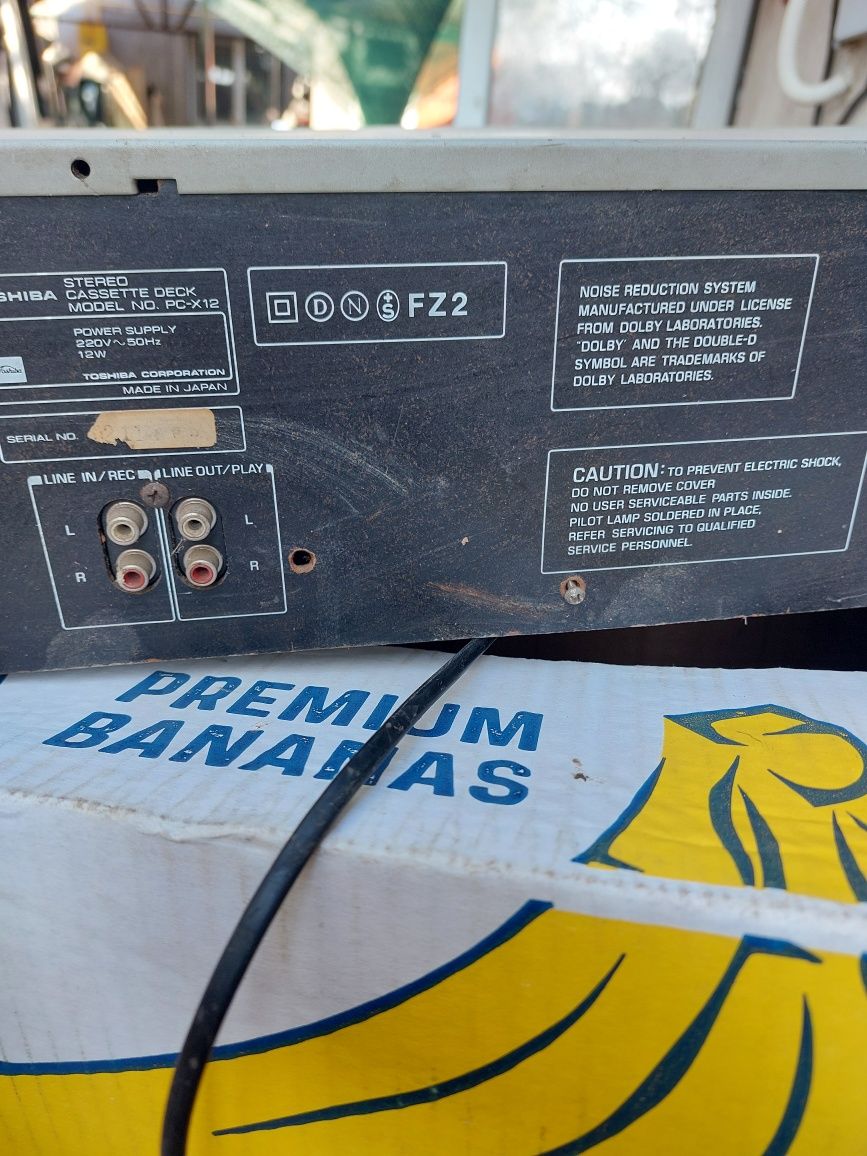 SHIBA STEREO
CASSETTE DECK
MODEL NO. PC-X12
POWER SUPPLY
220V~50Hz
12W
TOSHIBA CORPORATION
MADE IN JAPAN
SERIAL NO.
LINE IN/REC LINE OUT/PLAY
L L
R R
D N S FZ2
NOISE REDUCTION SYSTEM
MANUFACTURED UNDER LICENSE
FROM DOLBY LABORATORIES.
'DOLBY' AND THE DOUBLE-D
SYMBOL ARE TRADEMARKS OF
DOLBY LABORATORIES.
CAUTION: TO PREVENT ELECTRIC SHOCK,
DO NOT REMOVE COVER
NO USER SERVICEABLE PARTS INSIDE.
PILOT LAMP SOLDERED IN PLACE,
REFER SERVICING TO QUALIFIED
SERVICE PERSONNEL.
PREMIUM
BANANAS